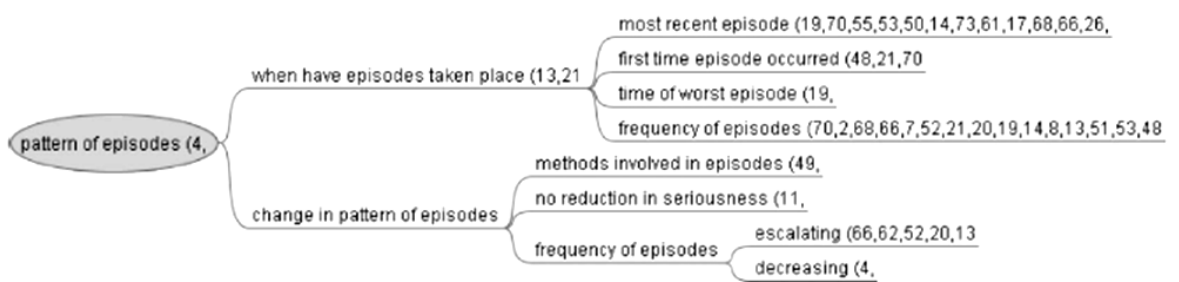 most recent episode (19,70,55,53,50,14,73,61,17,68,66,26,
first time episode occurred (48,21,70
when have episodes taken place (13,21
time of worst episode (19,
frequency of episodes (70,2,68,66,7,52,21,20,19,14,8,13,51,53,48
pattern of episodes (4,
methods involved in episodes (49,
no reduction in seriousness (11,
change in pattern of episodes
escalating (66,62,52,20,13
frequency of episodes
decreasing (4,